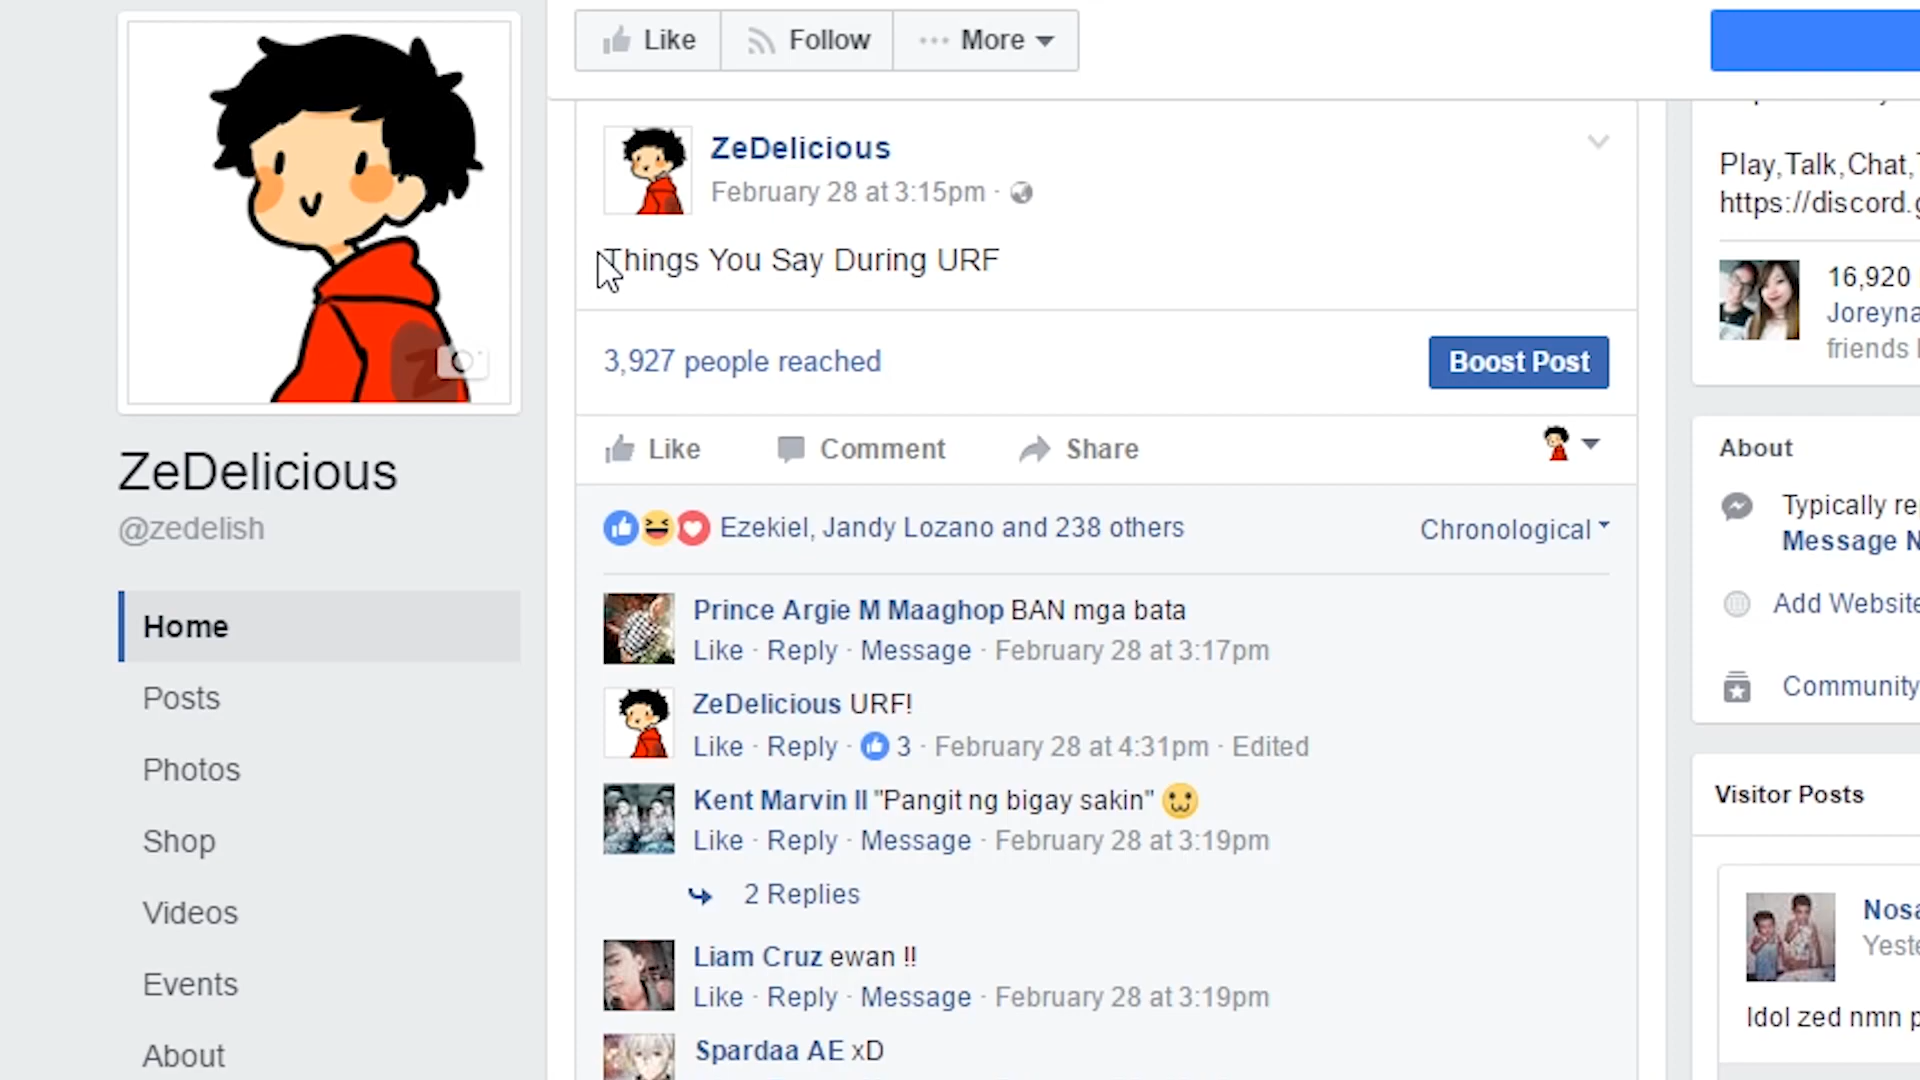 Like Follow More
ZeDelicious
February 28 at 3:15pm
Things You Say During URF
3,927 people reached
Boost Post
Like Comment Share
Ezekiel, Jandy Lozano and 238 others
Chronological
Prince Argie M Maaghop BAN mga bata
Like · Reply · Message · February 28 at 3:17pm
ZeDelicious URF!
Like · Reply · 3 · February 28 at 4:31pm · Edited
Kent Marvin II "Pangit ng bigay sakin"
Like · Reply · Message · February 28 at 3:19pm
2 Replies
Liam Cruz ewan !!
Like · Reply · Message · February 28 at 3:19pm
Spardaa AE xD
ZeDelicious
@zedelish
Home
Posts
Photos
Shop
Videos
Events
About
Play,Talk,Chat,
https://discord.g
16,920
Joreyna
friends
About
Typically
Message
Add Website
Community
Visitor Posts
Idol zed nmn